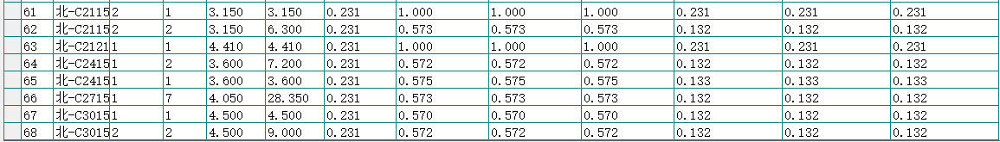 61 北-C2115 2 1 3.150 3.150 0.231 1.000 1.000 1.000 0.231 0.231 0.231
62 北-C2115 2 2 3.150 6.300 0.231 0.573 0.573 0.573 0.132 0.132 0.132
63 北-C2121 1 1 4.410 4.410 0.231 1.000 1.000 1.000 0.231 0.231 0.231
64 北-C2415 1 2 3.600 7.200 0.231 0.572 0.572 0.572 0.132 0.132 0.132
65 北-C2415 1 1 3.600 3.600 0.231 0.575 0.575 0.575 0.133 0.133 0.133
66 北-C2715 1 7 4.050 28.350 0.231 0.573 0.573 0.573 0.132 0.132 0.132
67 北-C3015 1 1 4.500 4.500 0.231 0.570 0.570 0.570 0.132 0.132 0.132
68 北-C3015 2 2 4.500 9.000 0.231 0.572 0.572 0.572 0.132 0.132 0.132